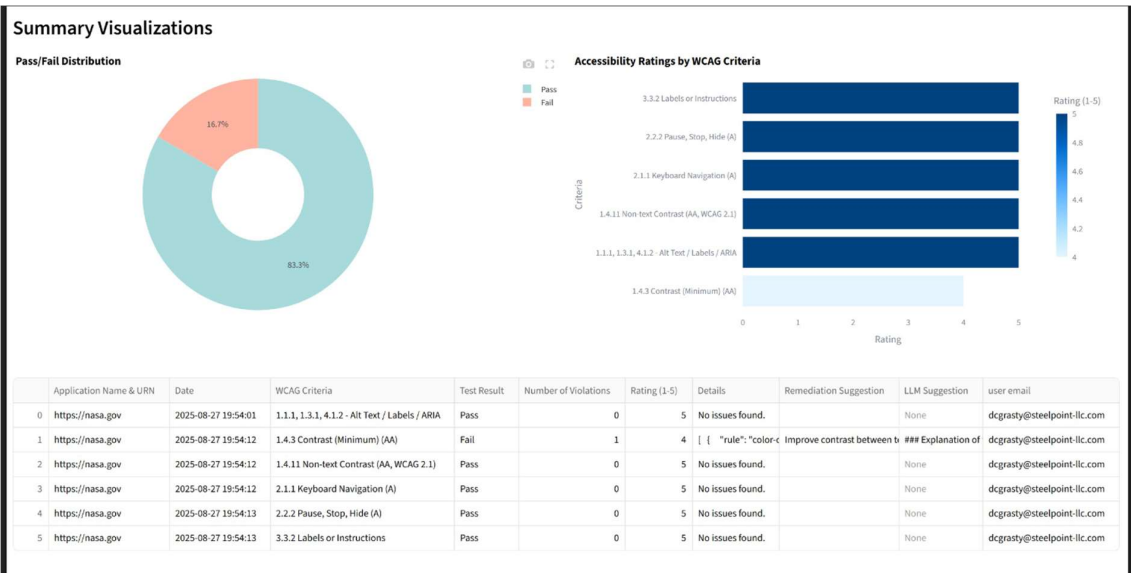 Summary Visualizations
Pass/Fail Distribution
Pass
Fail
16.7%
83.3%
Accessibility Ratings by WCAG Criteria
Criteria
3.3.2 Labels or Instructions
2.2.2 Pause, Stop, Hide (A)
2.1.1 Keyboard Navigation (A)
1.4.11 Non-text Contrast (AA, WCAG 2.1)
1.1.1, 1.3.1, 4.1.2 - Alt Text / Labels / ARIA
1.4.3 Contrast (Minimum) (AA)
0 1 2 3 4 5
Rating
Rating (1-5)
5
4.8
4.6
4.4
4.2
4
Application Name & URN Date WCAG Criteria Test Result Number of Violations Rating (1-5) Details Remediation Suggestion LLM Suggestion user email
0 https://nasa.gov 2025-08-27 19:54:01 1.1.1, 1.3.1, 4.1.2 - Alt Text / Labels / ARIA Pass 0 5 No issues found. None dcgrasty@steelpoint-llc.com
1 https://nasa.gov 2025-08-27 19:54:12 1.4.3 Contrast (Minimum) (AA) Fail 1 4 [ { "rule": "color-c Improve contrast between te ### Explanation of dcgrasty@steelpoint-llc.com
2 https://nasa.gov 2025-08-27 19:54:12 1.4.11 Non-text Contrast (AA, WCAG 2.1) Pass 0 5 No issues found. None dcgrasty@steelpoint-llc.com
3 https://nasa.gov 2025-08-27 19:54:12 2.1.1 Keyboard Navigation (A) Pass 0 5 No issues found. None dcgrasty@steelpoint-llc.com
4 https://nasa.gov 2025-08-27 19:54:13 2.2.2 Pause, Stop, Hide (A) Pass 0 5 No issues found. None dcgrasty@steelpoint-llc.com
5 https://nasa.gov 2025-08-27 19:54:13 3.3.2 Labels or Instructions Pass 0 5 No issues found. None dcgrasty@steelpoint-llc.com